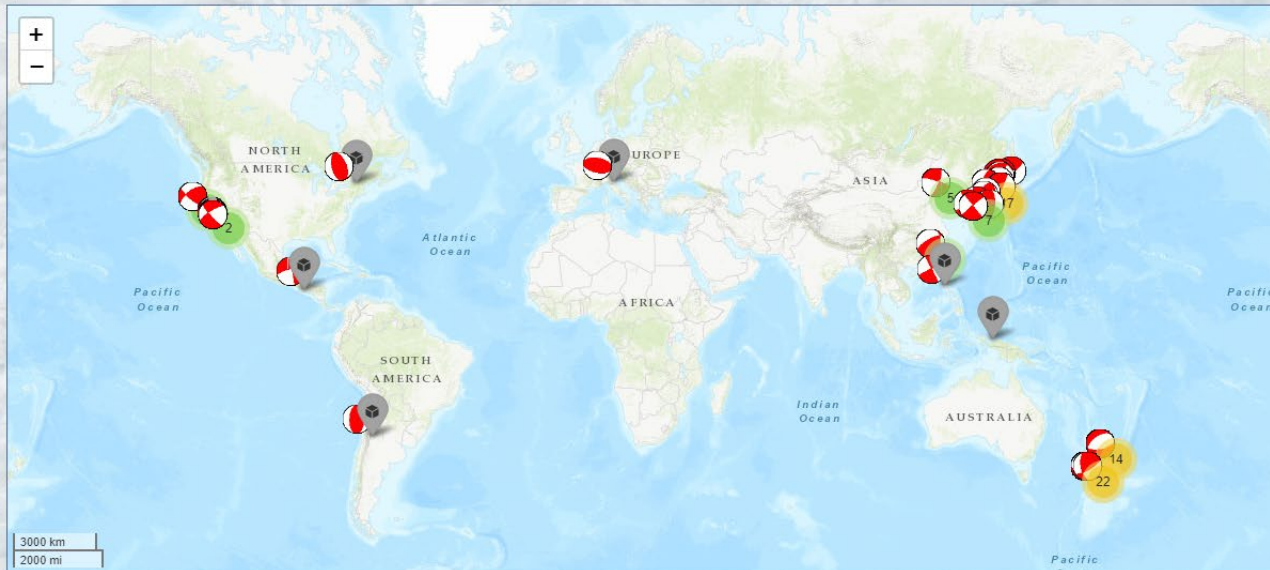 +
−
NORTH
AMERICA
UROPE
ASIA
5
7
7
2
Atlantic
Ocean
Pacific
Ocean
Pacific
Ocean
Pacific
Ocean
AFRICA
SOUTH
AMERICA
Indian
Ocean
AUSTRALIA
14
22
3000 km
2000 mi
Pacific